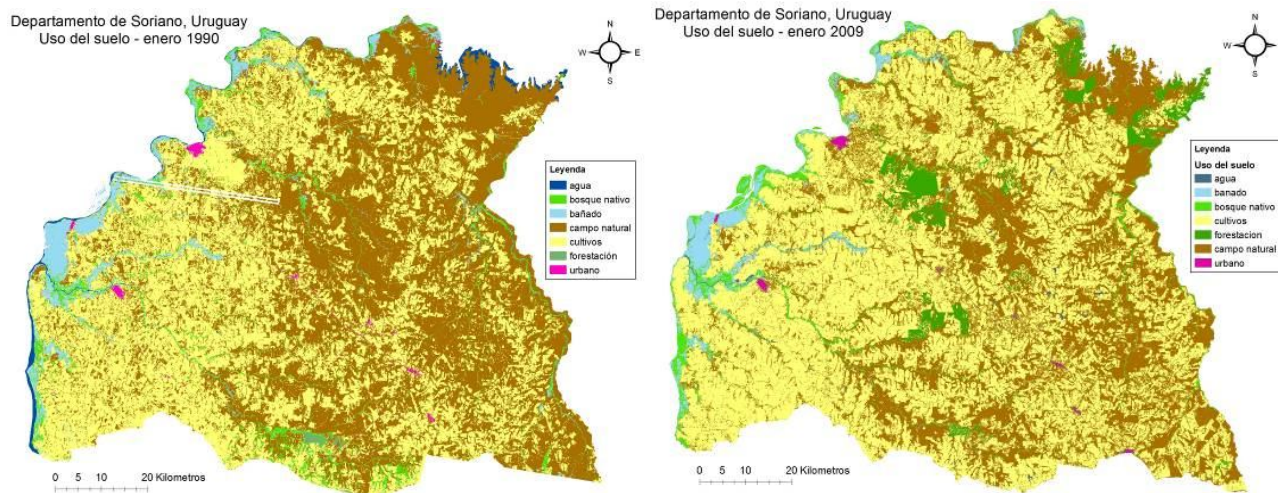 Departamento de Soriano, Uruguay
Uso del suelo - enero 1990
N
W
E
S
Leyenda
agua
bosque nativo
bañado
campo natural
cultivos
forestación
urbano
0 5 10 20 Kilometros
Departamento de Soriano, Uruguay
Uso del suelo - enero 2009
N
W
E
S
Leyenda
Uso del suelo
agua
banado
bosque nativo
cultivos
forestacion
campo natural
urbano
0 5 10 20 Kilometros